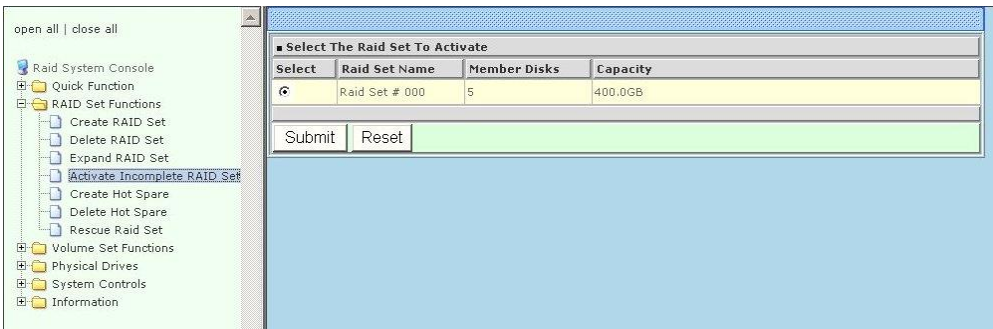 open all | close all
Raid System Console
Quick Function
RAID Set Functions
Create RAID Set
Delete RAID Set
Expand RAID Set
Activate Incomplete RAID Set
Create Hot Spare
Delete Hot Spare
Rescue Raid Set
Volume Set Functions
Physical Drives
System Controls
Information
Select The Raid Set To Activate
Select Raid Set Name Member Disks Capacity
Raid Set # 000 5 400.0GB
Submit Reset